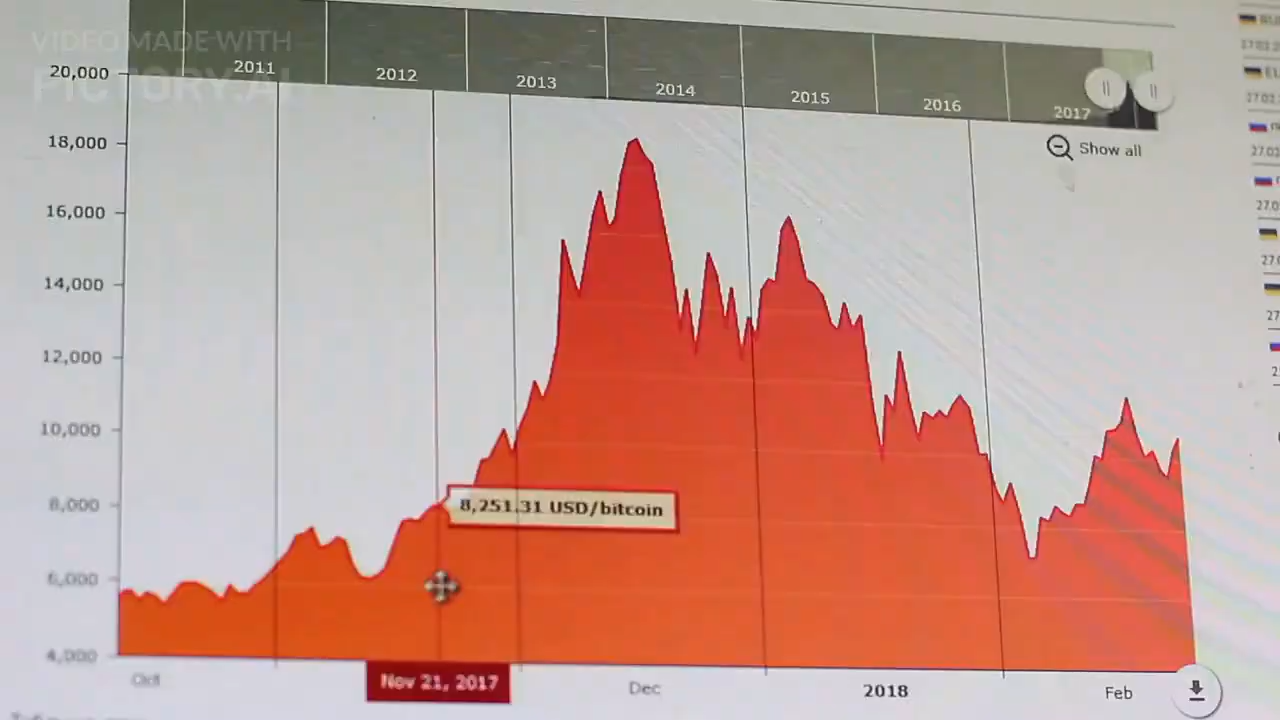 VIDEO MADE WITH
PICTORY.AI
2011
2012
2013
2014
2015
2016
2017
Show all
20,000
18,000
16,000
14,000
12,000
10,000
8,000
6,000
4,000
8,251.31 USD/bitcoin
Oct
Nov 21, 2017
Dec
2018
Feb